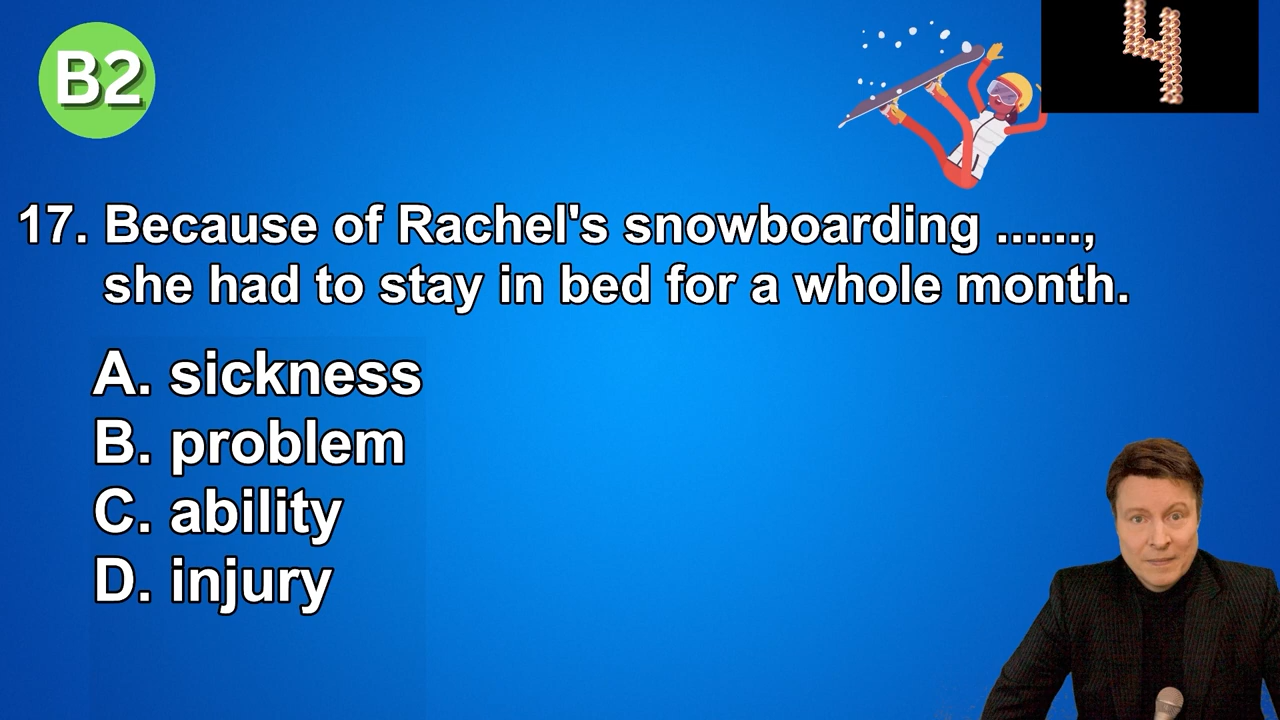 B2
4
17. Because of Rachel's snowboarding ......,
she had to stay in bed for a whole month.
A. sickness
B. problem
C. ability
D. injury